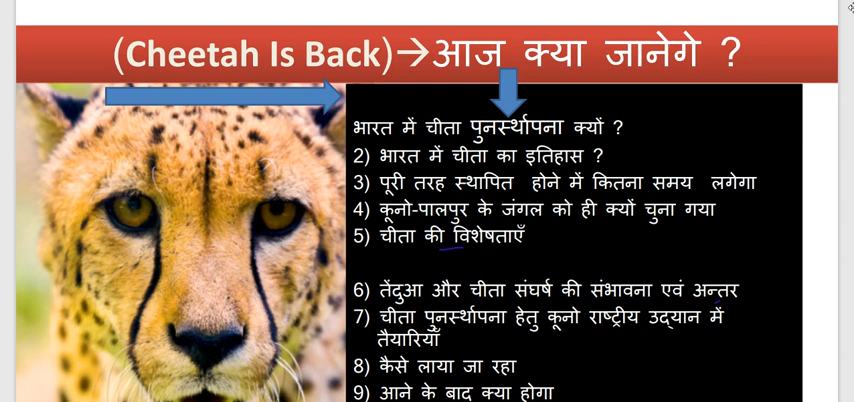 (Cheetah Is Back)→आज क्या जानेगे ?
भारत में चीता पुनर्स्थापना क्यों ?
2) भारत में चीता का इतिहास ?
3) पूरी तरह स्थापित होने में कितना समय लगेगा
4) कूनो-पालपुर के जंगल को ही क्यों चुना गया
5) चीता की विशेषताएँ
6) तेंदुआ और चीता संघर्ष की संभावना एवं अन्तर
7) चीता पुनर्स्थापना हेतु कूनो राष्ट्रीय उद्यान में
तैयारियाँ
8) कैसे लाया जा रहा
9) आने के बाद क्या होगा